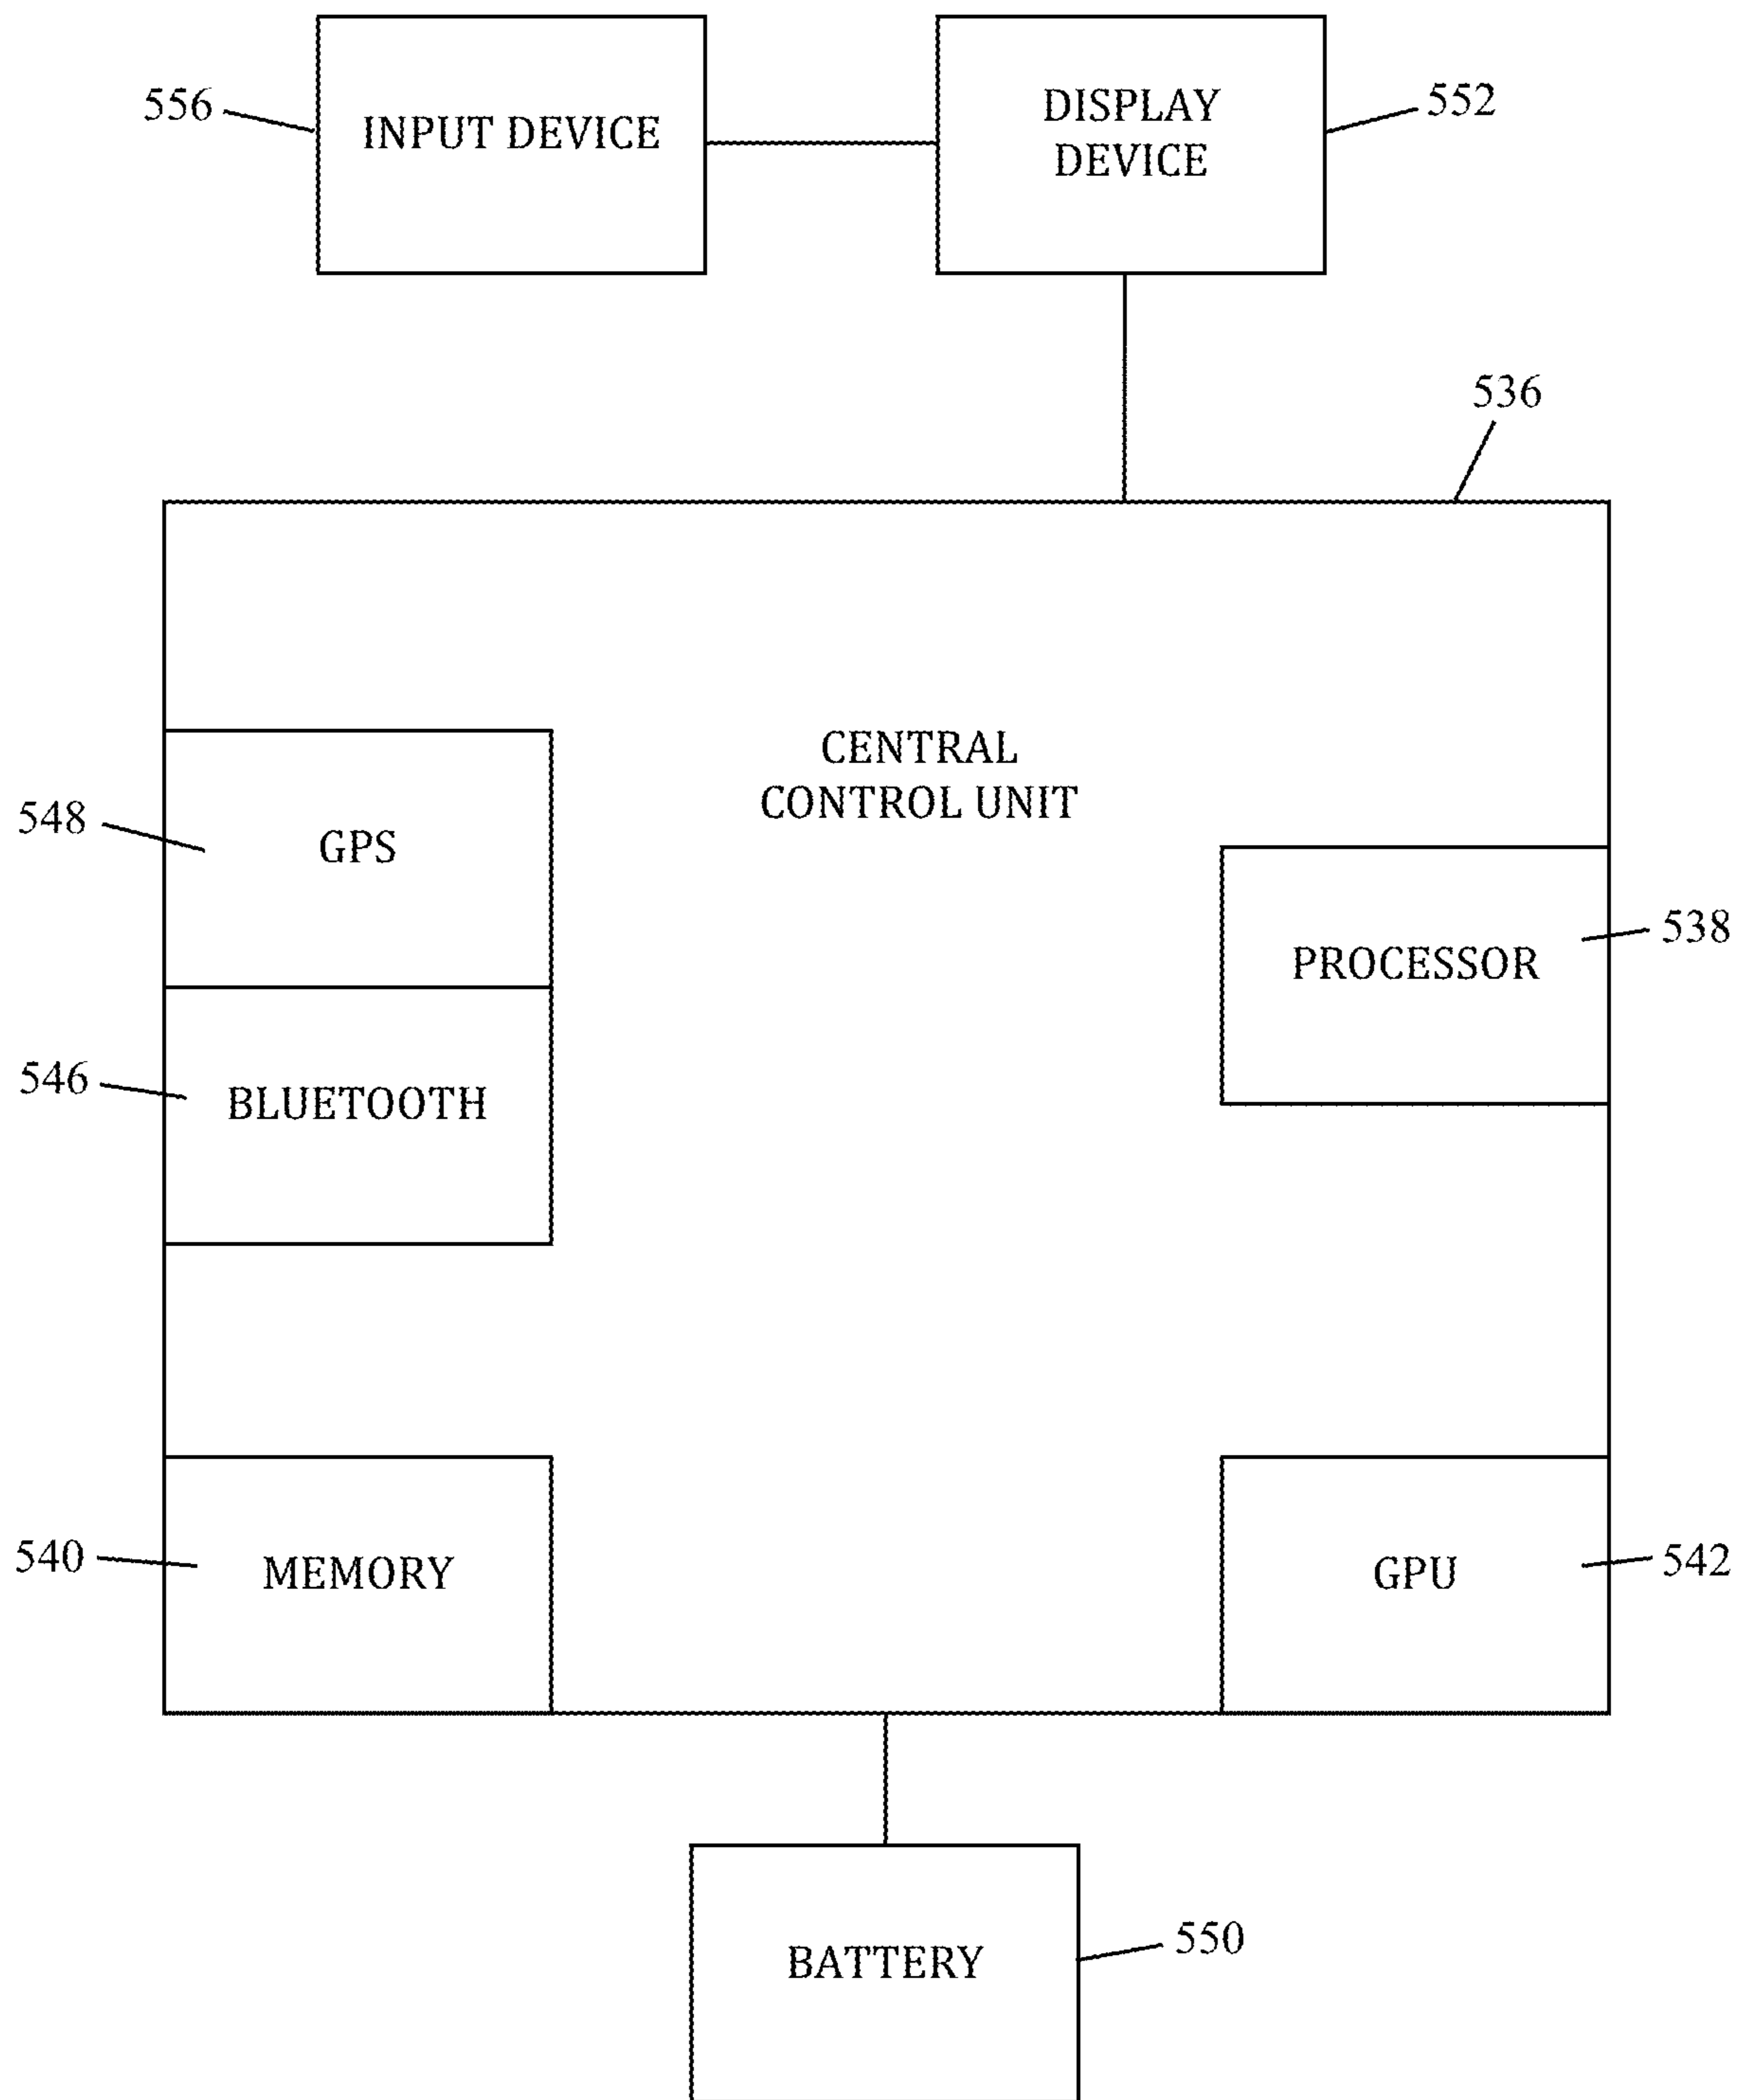 556
INPUT DEVICE
DISPLAY
DEVICE
552
536
CENTRAL
CONTROL UNIT
548
GPS
538
PROCESSOR
546
BLUETOOTH
540
MEMORY
GPU
542
BATTERY
550